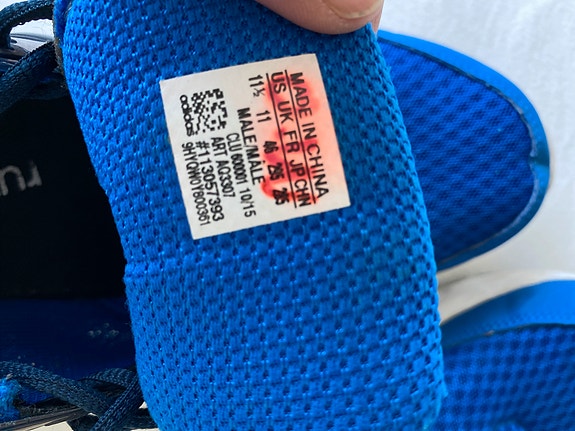 MADE IN CHINA
US UK FR JP CHN
11½ 11 46
MALE/MALE
CLU 60001 10/15
ART AQ3307
#113057393
adidas
ru